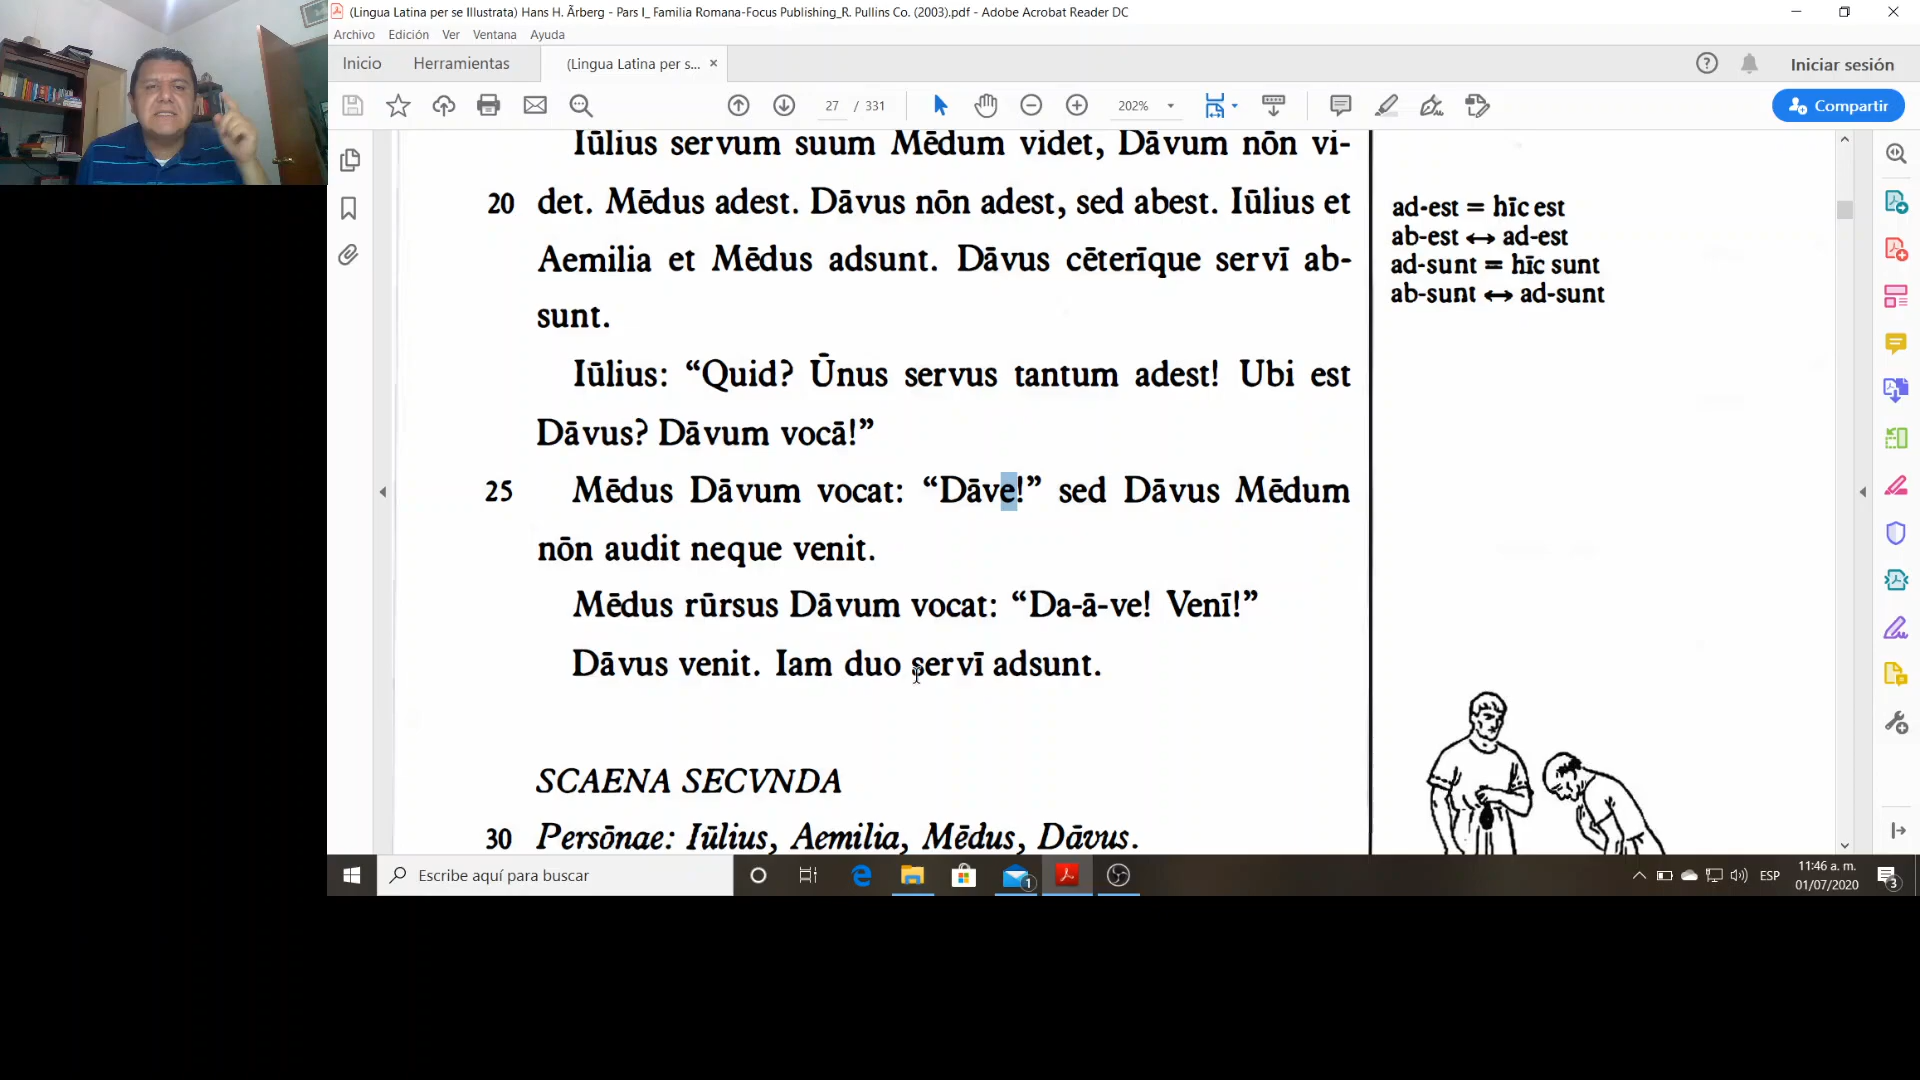 (Lingua Latina per se Illustrata) Hans H. Ãrberg - Pars I_ Familia Romana-Focus Publishing_R. Pullins Co. (2003).pdf - Adobe Acrobat Reader DC
Archivo Edición Ver Ventana Ayuda
Inicio Herramientas (Lingua Latina per s... × Iniciar sesión
27 / 331 202% Compartir
Iūlius servum suum Mēdum videt, Dāvum nōn vi-
20 det. Mēdus adest. Dāvus nōn adest, sed abest. Iūlius et
Aemilia et Mēdus adsunt. Dāvus cēterīque servī ab-
sunt.
Iūlius: “Quid? Ūnus servus tantum adest! Ubi est
Dāvus? Dāvum vocā!”
25 Mēdus Dāvum vocat: “Dāve!” sed Dāvus Mēdum
nōn audit neque venit.
Mēdus rūrsus Dāvum vocat: “Da-ā-ve! Venī!”
Dāvus venit. Iam duo servī adsunt.
SCAENA SECVNDA
30 Persōnae: Iūlius, Aemilia, Mēdus, Dāvus.
ad-est = hīc est
ab-est ↔ ad-est
ad-sunt = hīc sunt
ab-sunt ↔ ad-sunt
Escribe aquí para buscar
1
ESP
11:46 a. m.
01/07/2020
3